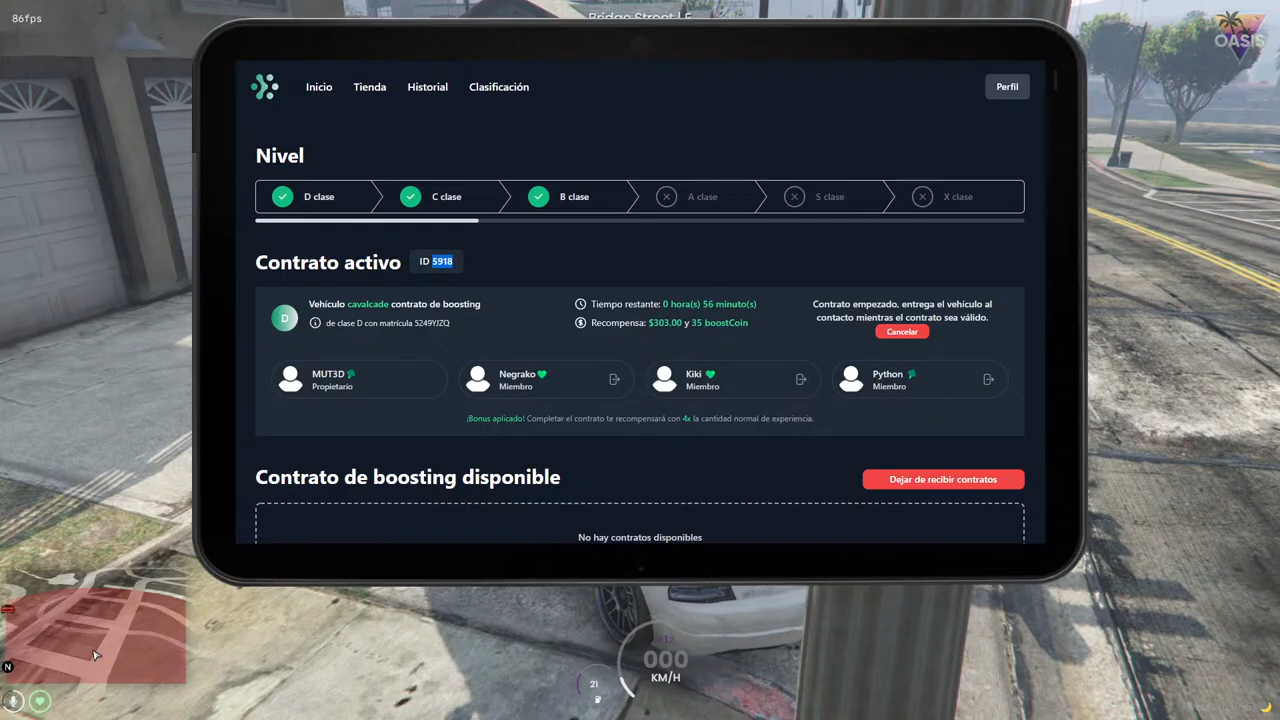 86fps
Bridge Street | E
OASIS
Inicio
Tienda
Historial
Clasificación
Perfil
Nivel
D clase
C clase
B clase
A clase
S clase
X clase
Contrato activo
ID 5918
D
Vehículo cavalcade contrato de boosting
de clase D con matrícula 5249YJZQ
Tiempo restante: 0 hora(s) 56 minuto(s)
Recompensa: $303.00 y 35 boostCoin
Contrato empezado, entrega el vehículo al
contacto mientras el contrato sea válido.
Cancelar
MUT3D
Propietario
Negrako
Miembro
Kiki
Miembro
Python
Miembro
¡Bonus aplicado! Completar el contrato te recompensará con 4x la cantidad normal de experiencia.
Contrato de boosting disponible
Dejar de recibir contratos
No hay contratos disponibles
N
000
KM/H
21